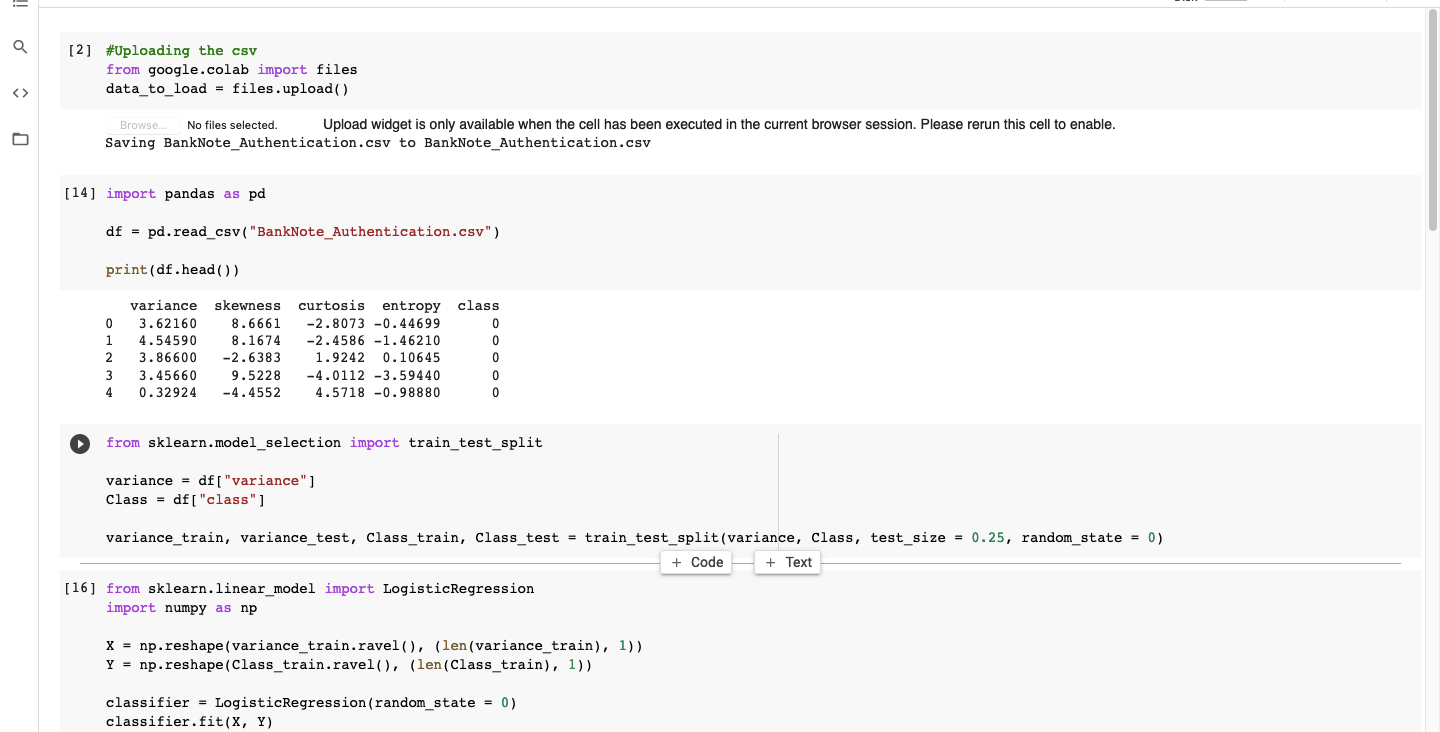 [2] #Uploading the csv
from google.colab import files
data_to_load = files.upload()
Browse... No files selected. Upload widget is only available when the cell has been executed in the current browser session. Please rerun this cell to enable.
Saving BankNote_Authentication.csv to BankNote_Authentication.csv
[14] import pandas as pd
df = pd.read_csv("BankNote_Authentication.csv")
print(df.head())
variance skewness curtosis entropy class
0 3.62160 8.6661 -2.8073 -0.44699 0
1 4.54590 8.1674 -2.4586 -1.46210 0
2 3.86600 -2.6383 1.9242 0.10645 0
3 3.45660 9.5228 -4.0112 -3.59440 0
4 0.32924 -4.4552 4.5718 -0.98880 0
from sklearn.model_selection import train_test_split
variance = df["variance"]
Class = df["class"]
variance_train, variance_test, Class_train, Class_test = train_test_split(variance, Class, test_size = 0.25, random_state = 0)
+ Code + Text
[16] from sklearn.linear_model import LogisticRegression
import numpy as np
X = np.reshape(variance_train.ravel(), (len(variance_train), 1))
Y = np.reshape(Class_train.ravel(), (len(Class_train), 1))
classifier = LogisticRegression(random_state = 0)
classifier.fit(X, Y)